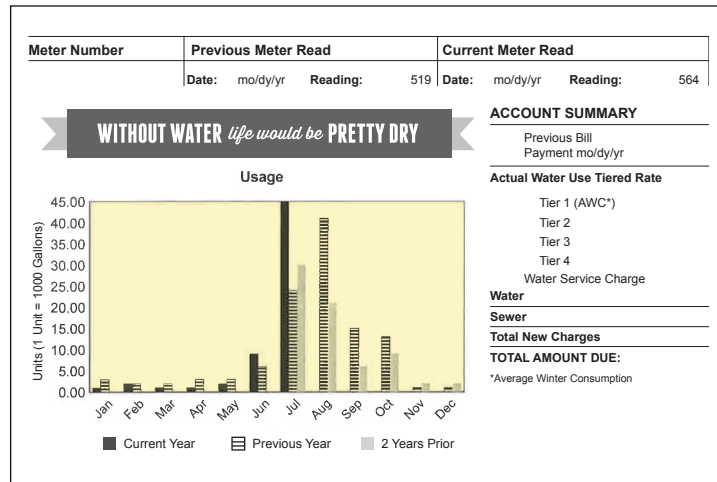 Meter Number Previous Meter Read Current Meter Read
Date: mo/dy/yr Reading: 519 Date: mo/dy/yr Reading: 564
WITHOUT WATER life would be PRETTY DRY
ACCOUNT SUMMARY
Previous Bill
Payment mo/dy/yr
Actual Water Use Tiered Rate
Tier 1 (AWC*)
Tier 2
Tier 3
Tier 4
Water Service Charge
Water
Sewer
Total New Charges
TOTAL AMOUNT DUE:
*Average Winter Consumption
Usage
Units (1 Unit = 1000 Gallons)
45.00
40.00
35.00
30.00
25.00
20.00
15.00
10.00
5.00
0.00
Jan Feb Mar Apr May Jun Jul Aug Sep Oct Nov Dec
Current Year Previous Year 2 Years Prior